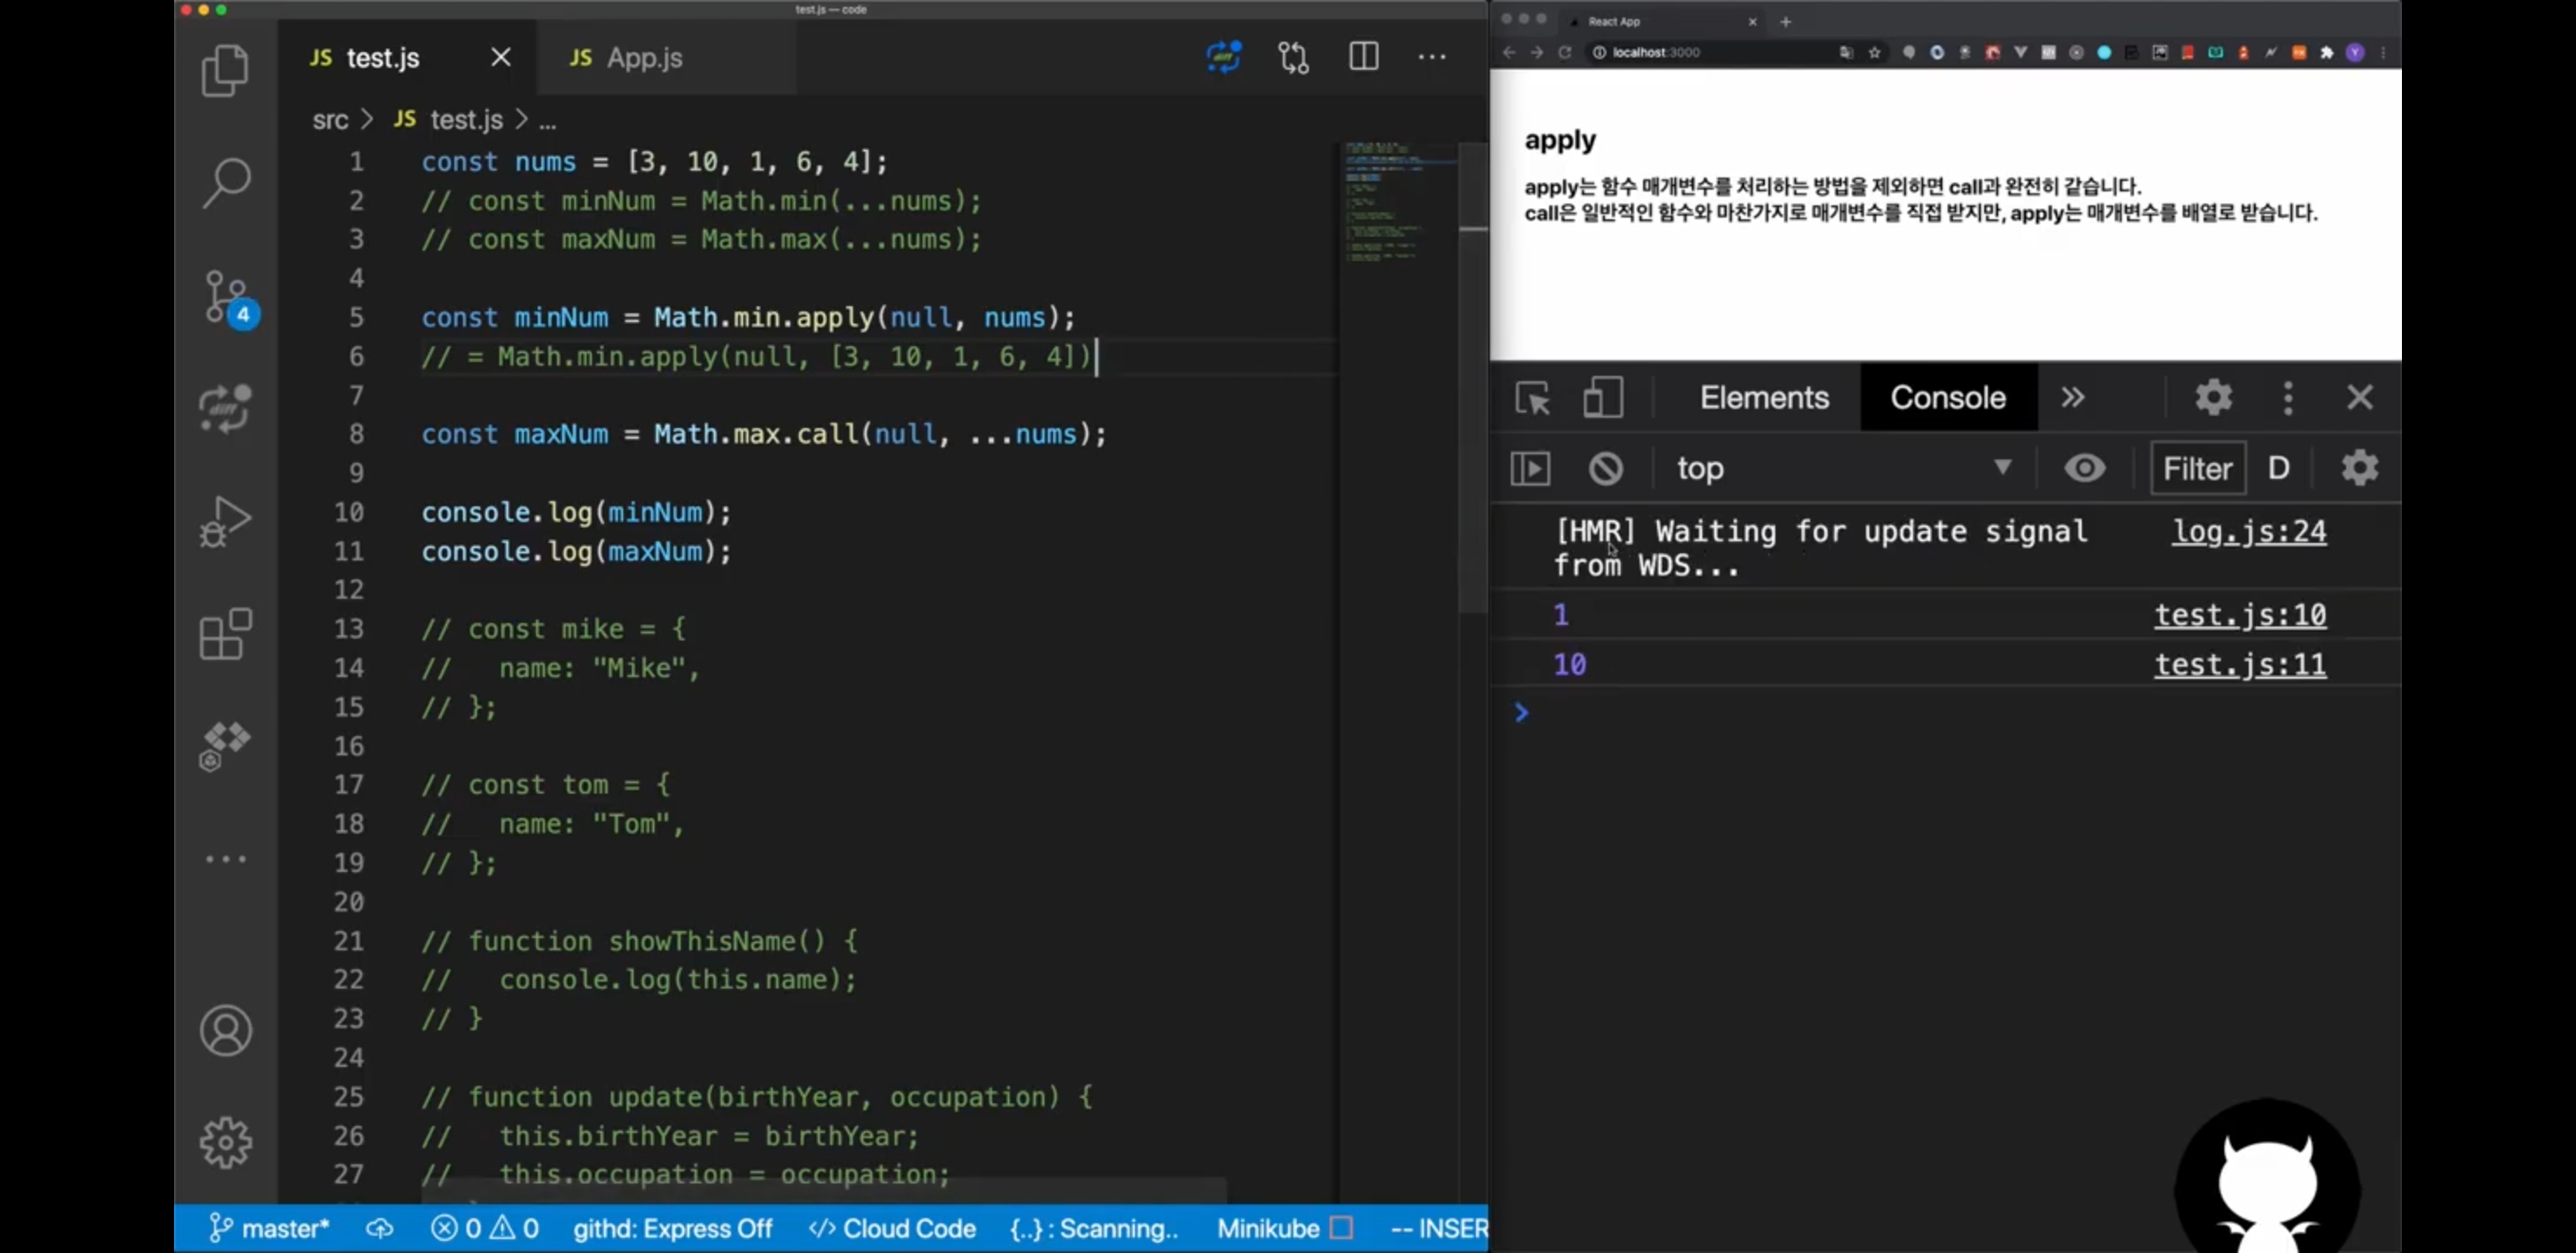 test.js — code
JS test.js
JS App.js
src > JS test.js > ...
1 const nums = [3, 10, 1, 6, 4];
2 // const minNum = Math.min(...nums);
3 // const maxNum = Math.max(...nums);
4
5 const minNum = Math.min.apply(null, nums);
6 // = Math.min.apply(null, [3, 10, 1, 6, 4])
7
8 const maxNum = Math.max.call(null, ...nums);
9
10 console.log(minNum);
11 console.log(maxNum);
12
13 // const mike = {
14 //   name: "Mike",
15 // };
16
17 // const tom = {
18 //   name: "Tom",
19 // };
20
21 // function showThisName() {
22 //   console.log(this.name);
23 // }
24
25 // function update(birthYear, occupation) {
26 //   this.birthYear = birthYear;
27 //   this.occupation = occupation;
4
diff
diff
master* 0 0 githd: Express Off </> Cloud Code {..} : Scanning.. Minikube -- INSER
React App
localhost:3000
apply
apply는 함수 매개변수를 처리하는 방법을 제외하면 call과 완전히 같습니다.
call은 일반적인 함수와 마찬가지로 매개변수를 직접 받지만, apply는 매개변수를 배열로 받습니다.
Elements Console »
top Filter D
[HMR] Waiting for update signal log.js:24
from WDS...
1 test.js:10
10 test.js:11